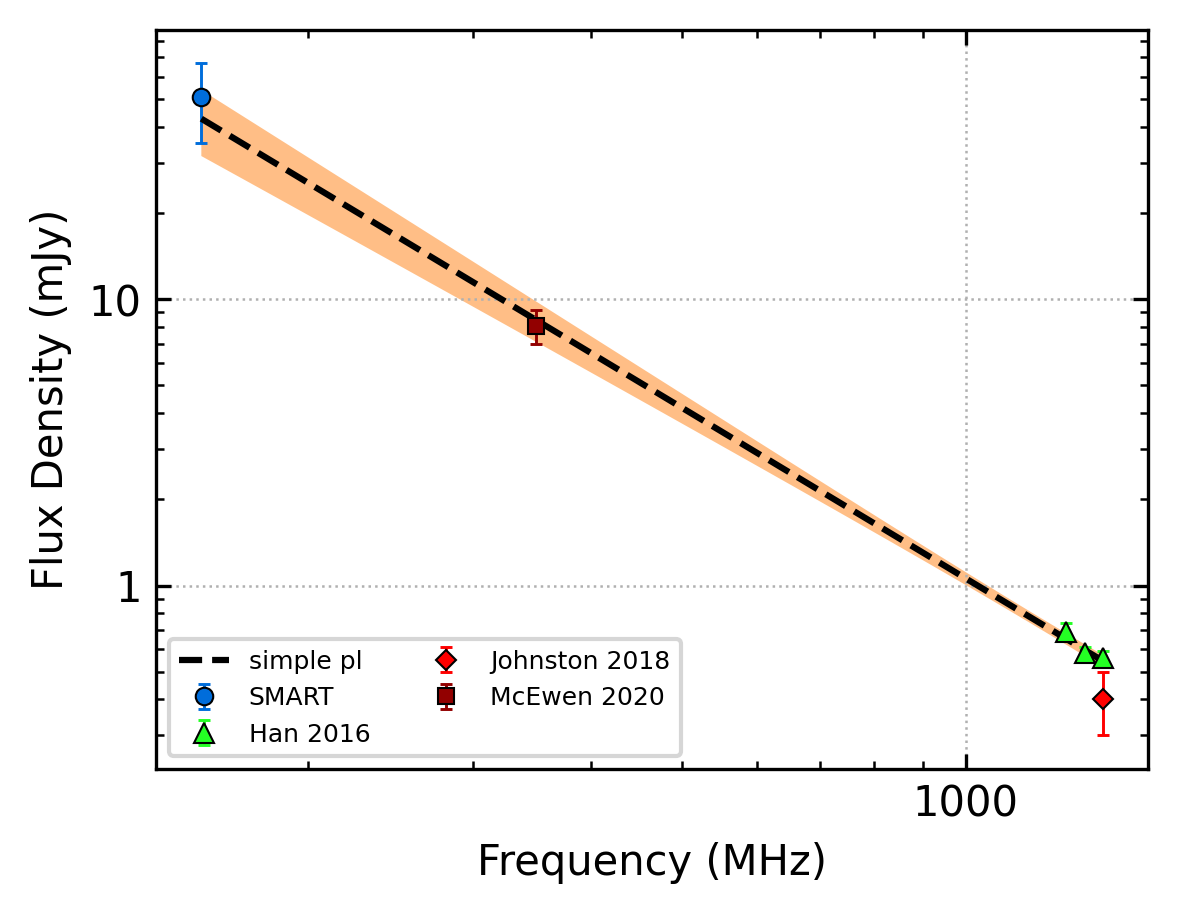 Flux Density (mJy)
10
1
simple pl
SMART
Han 2016
Johnston 2018
McEwen 2020
1000
Frequency (MHz)